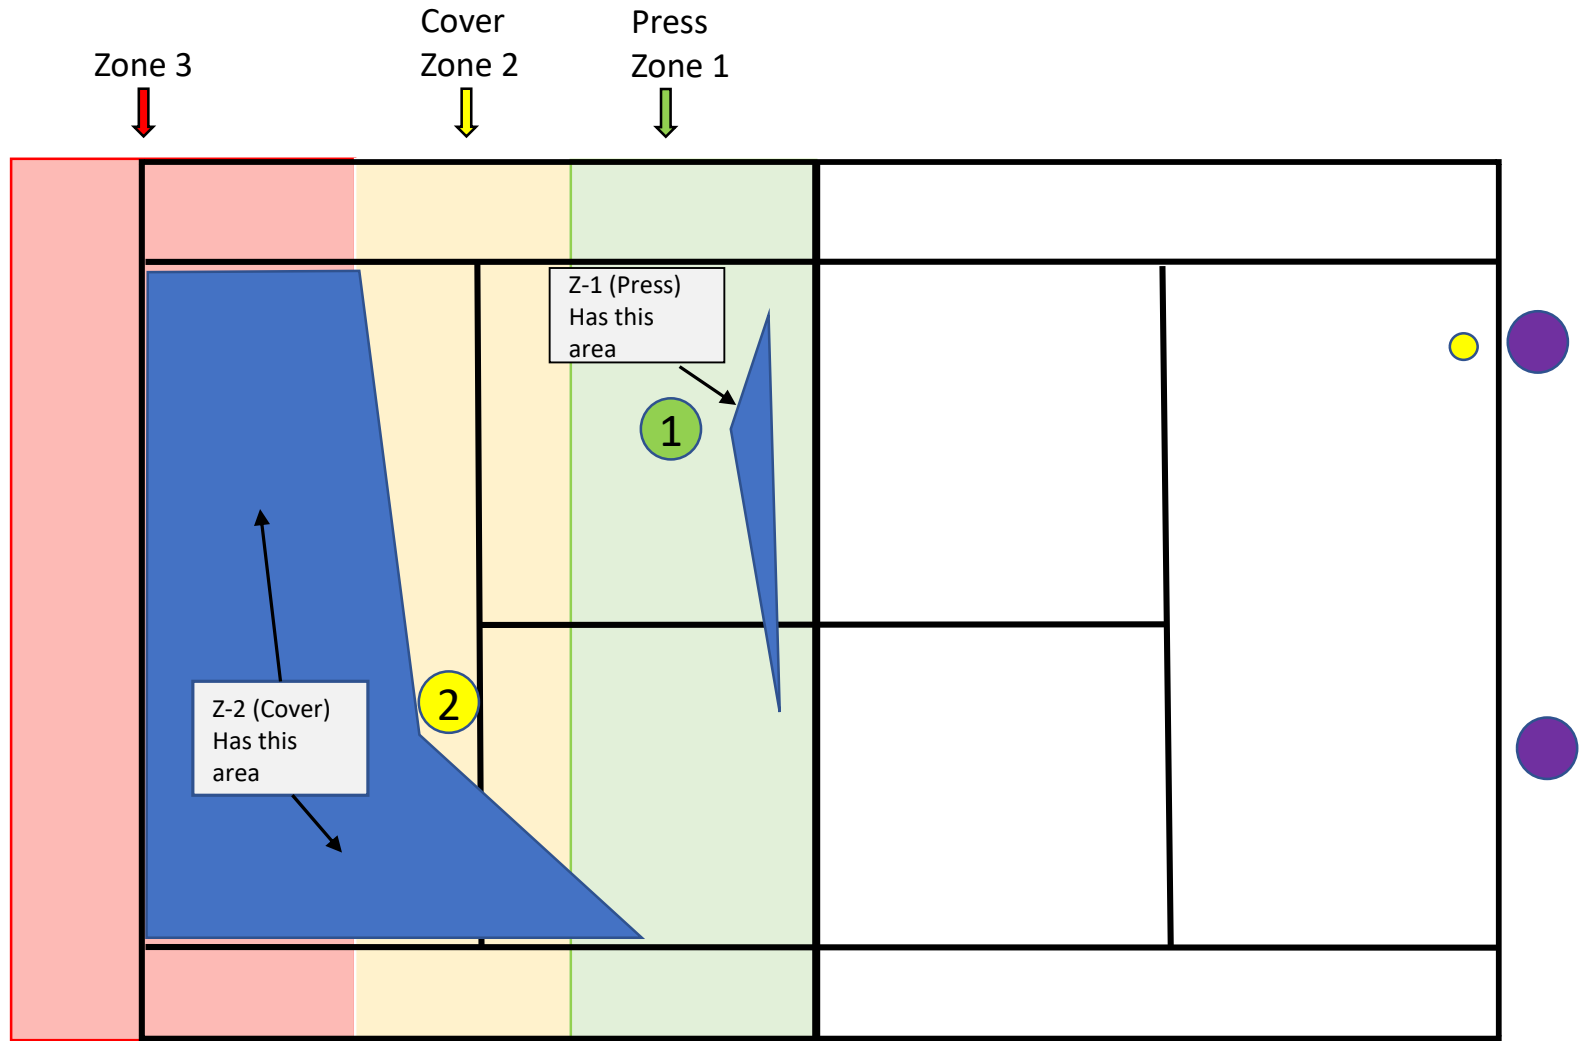 Zone 3
Cover
Zone 2
Press
Zone 1
Z-1 (Press)
Has this
area
1
2
Z-2 (Cover)
Has this
area